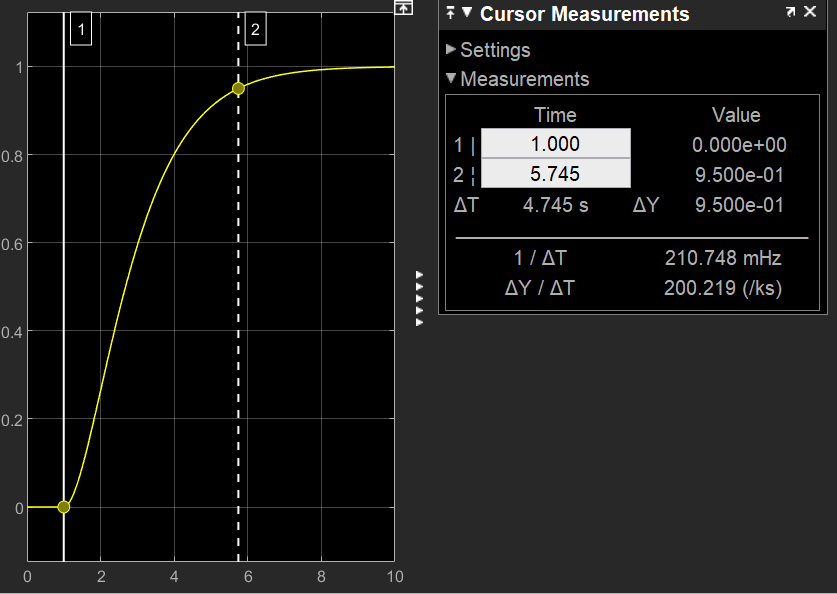 1
2
1
0.8
0.6
0.4
0.2
0
0 2 4 6 8 10
Cursor Measurements
Settings
Measurements
Time Value
1 | 1.000 0.000e+00
2 ¦ 5.745 9.500e-01
ΔT 4.745 s ΔY 9.500e-01
1 / ΔT 210.748 mHz
ΔY / ΔT 200.219 (/ks)